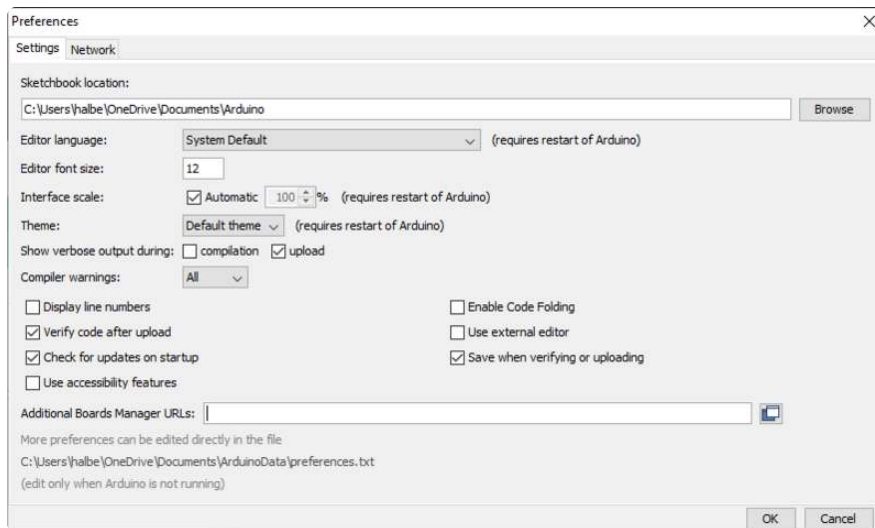 Preferences
Settings Network
Sketchbook location:
C:\Users\halbe\OneDrive\Documents\Arduino Browse
Editor language: System Default (requires restart of Arduino)
Editor font size: 12
Interface scale: Automatic 100 % (requires restart of Arduino)
Theme: Default theme (requires restart of Arduino)
Show verbose output during: compilation upload
Compiler warnings: All
Display line numbers Enable Code Folding
Verify code after upload Use external editor
Check for updates on startup Save when verifying or uploading
Use accessibility features
Additional Boards Manager URLs:
More preferences can be edited directly in the file
C:\Users\halbe\OneDrive\Documents\ArduinoData\preferences.txt
(edit only when Arduino is not running)
OK Cancel